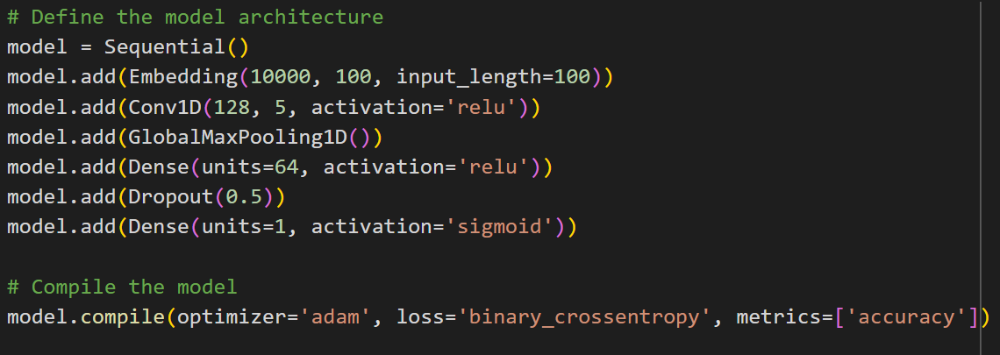 # Define the model architecture
model = Sequential()
model.add(Embedding(10000, 100, input_length=100))
model.add(Conv1D(128, 5, activation='relu'))
model.add(GlobalMaxPooling1D())
model.add(Dense(units=64, activation='relu'))
model.add(Dropout(0.5))
model.add(Dense(units=1, activation='sigmoid'))
# Compile the model
model.compile(optimizer='adam', loss='binary_crossentropy', metrics=['accuracy'])